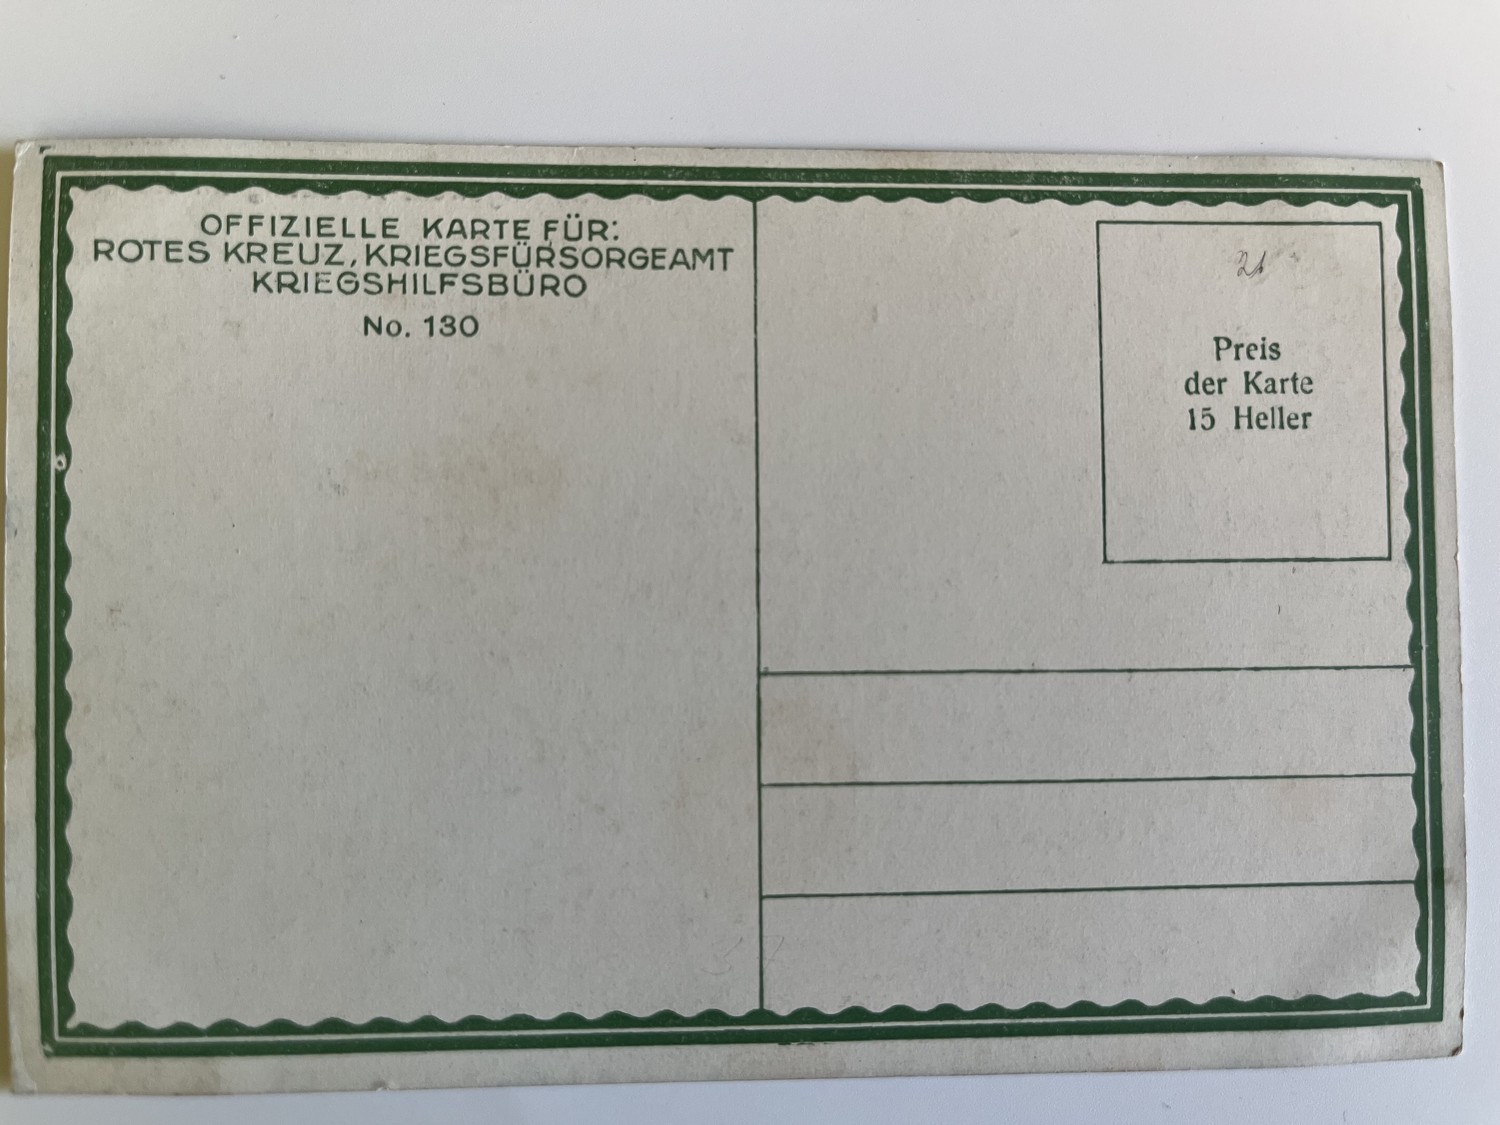 OFFIZIELLE KARTE FÜR:
ROTES KREUZ, KRIEGSFÜRSORGEAMT
KRIEGSHILFSBÜRO
No. 130
Preis
der Karte
15 Heller